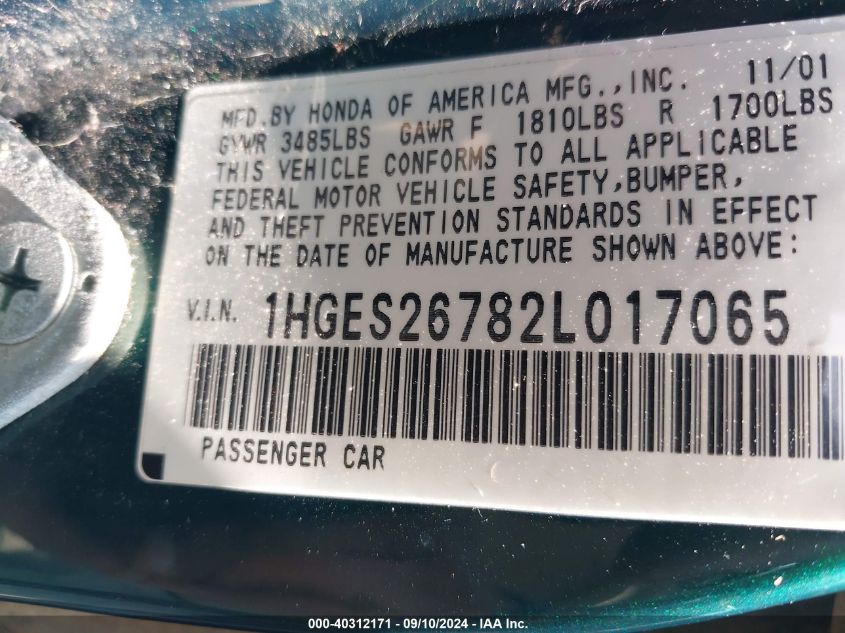 MFD.BY HONDA OF AMERICA MFG.,INC. 11/01
GVWR 3485LBS GAWR F 1810LBS R 1700LBS
THIS VEHICLE CONFORMS TO ALL APPLICABLE
FEDERAL MOTOR VEHICLE SAFETY,BUMPER,
AND THEFT PREVENTION STANDARDS IN EFFECT
ON THE DATE OF MANUFACTURE SHOWN ABOVE:
V.I.N. 1HGES26782L017065
PASSENGER CAR
000-40312171 - 09/10/2024 - IAA Inc.